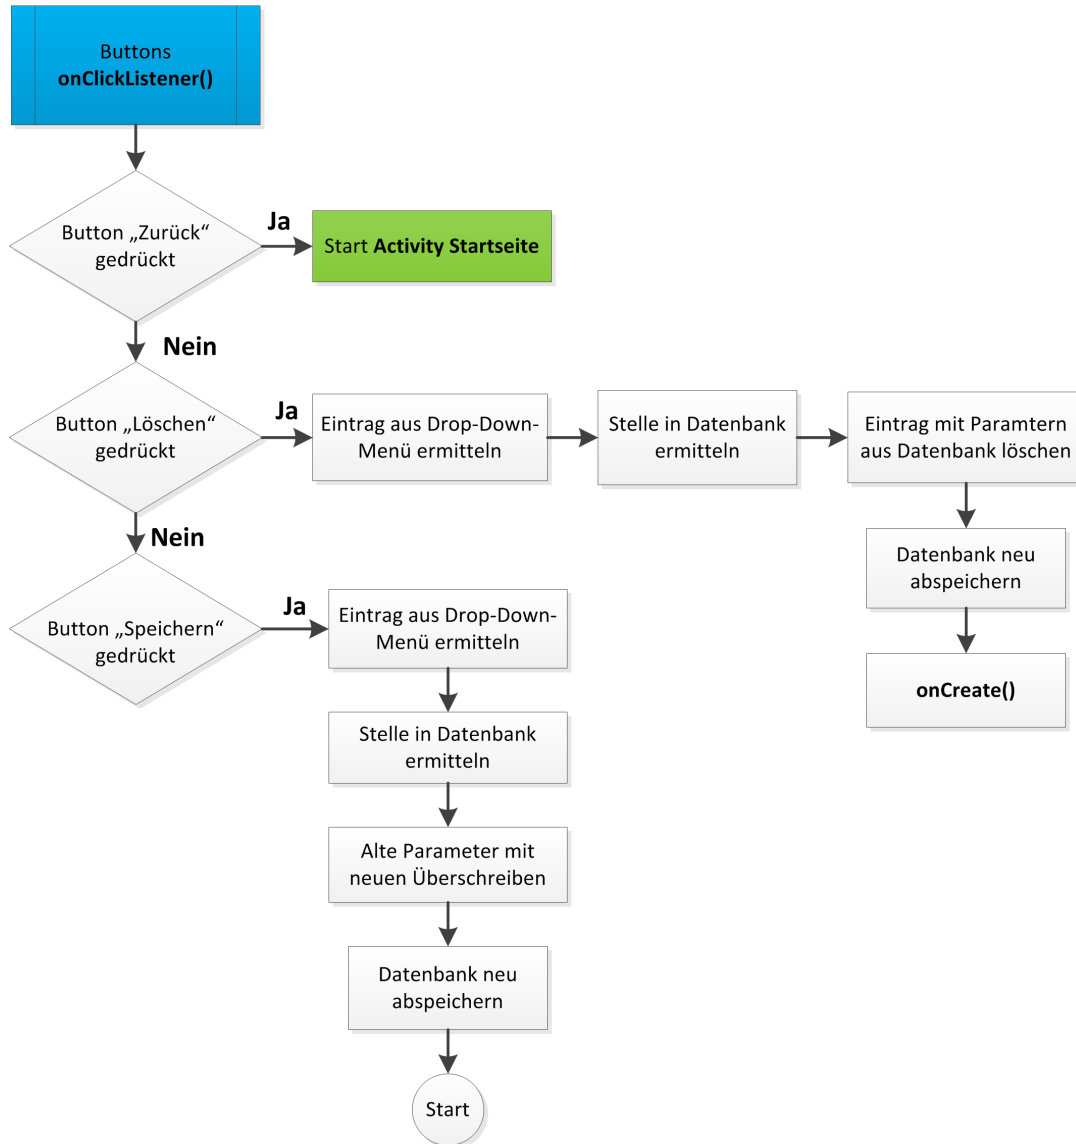 Buttons
onClickListener()
Button „Zurück“
gedrückt
Ja
Start Activity Startseite
Nein
Button „Löschen“
gedrückt
Ja
Eintrag aus Drop-Down-
Menü ermitteln
Stelle in Datenbank
ermitteln
Eintrag mit Paramtern
aus Datenbank löschen
Datenbank neu
abspeichern
onCreate()
Nein
Button „Speichern“
gedrückt
Ja
Eintrag aus Drop-Down-
Menü ermitteln
Stelle in Datenbank
ermitteln
Alte Parameter mit
neuen Überschreiben
Datenbank neu
abspeichern
Start